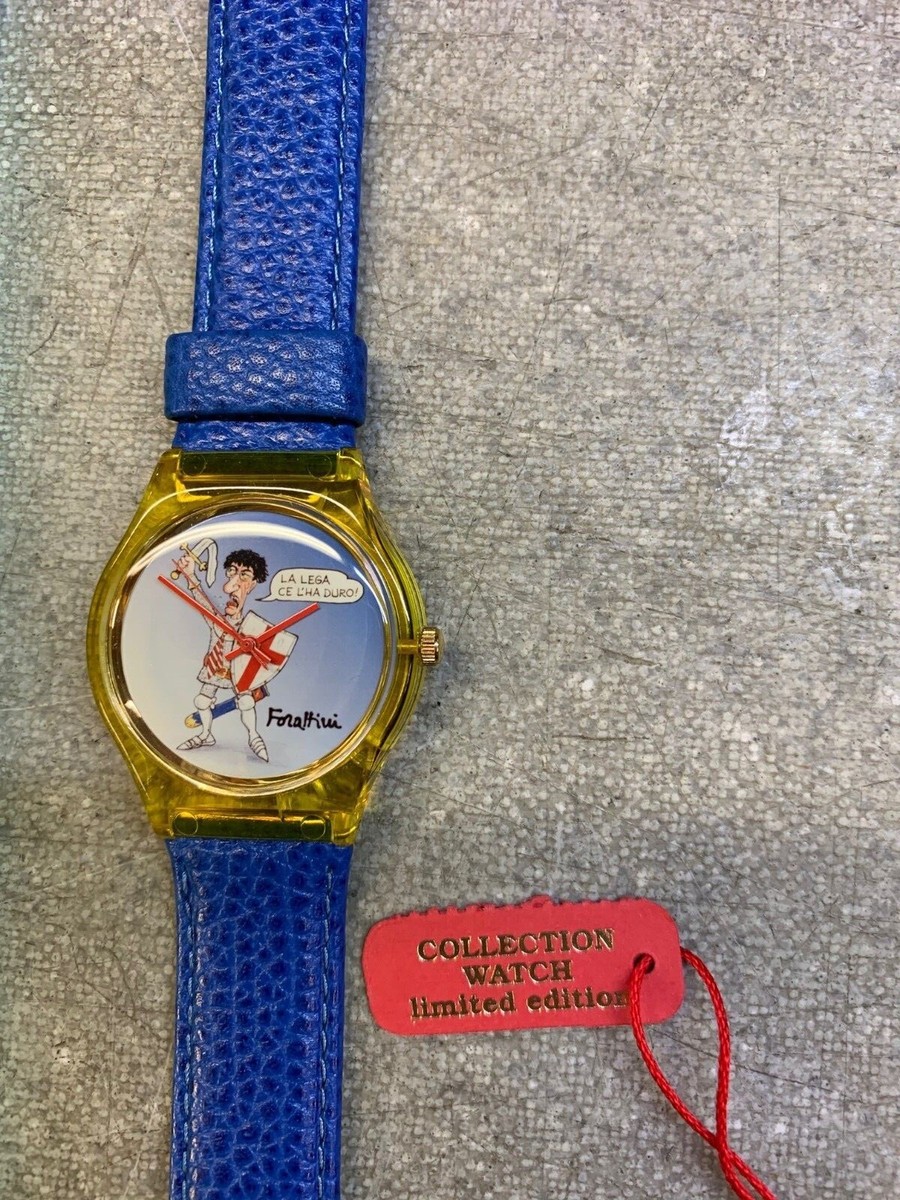 LA LEGA
CE L'HA DURO!
Forattini
COLLECTION
WATCH
limited edition